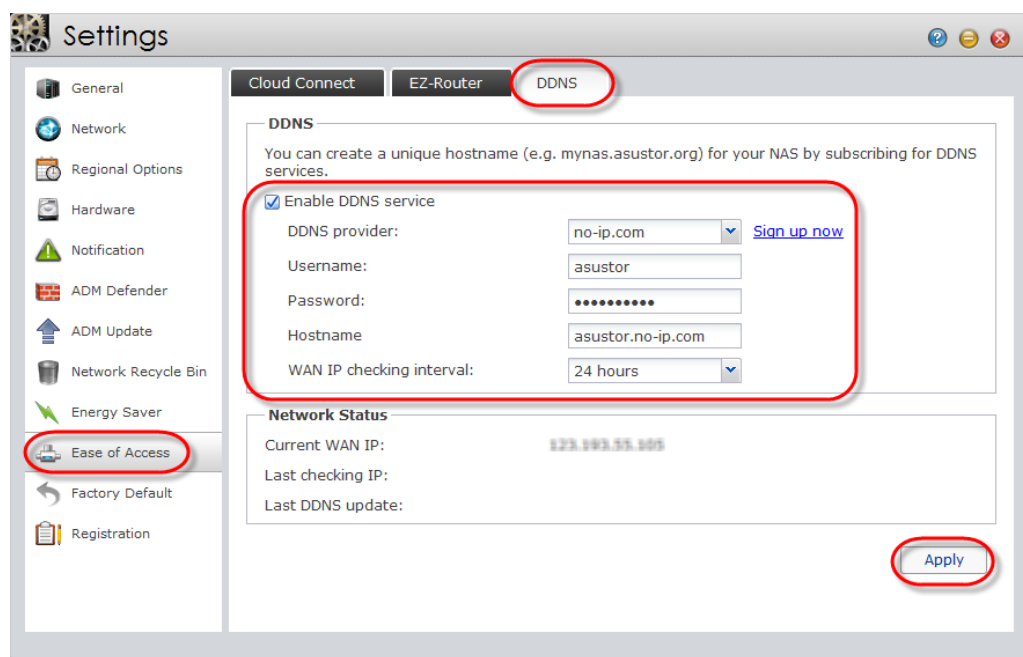 Settings
General
Network
Regional Options
Hardware
Notification
ADM Defender
ADM Update
Network Recycle Bin
Energy Saver
Ease of Access
Factory Default
Registration
Cloud Connect
EZ-Router
DDNS
DDNS
You can create a unique hostname (e.g. mynas.asustor.org) for your NAS by subscribing for DDNS
services.
Enable DDNS service
DDNS provider: no-ip.com Sign up now
Username: asustor
Password: ••••••••••
Hostname asustor.no-ip.com
WAN IP checking interval: 24 hours
Network Status
Current WAN IP:
Last checking IP:
Last DDNS update:
Apply